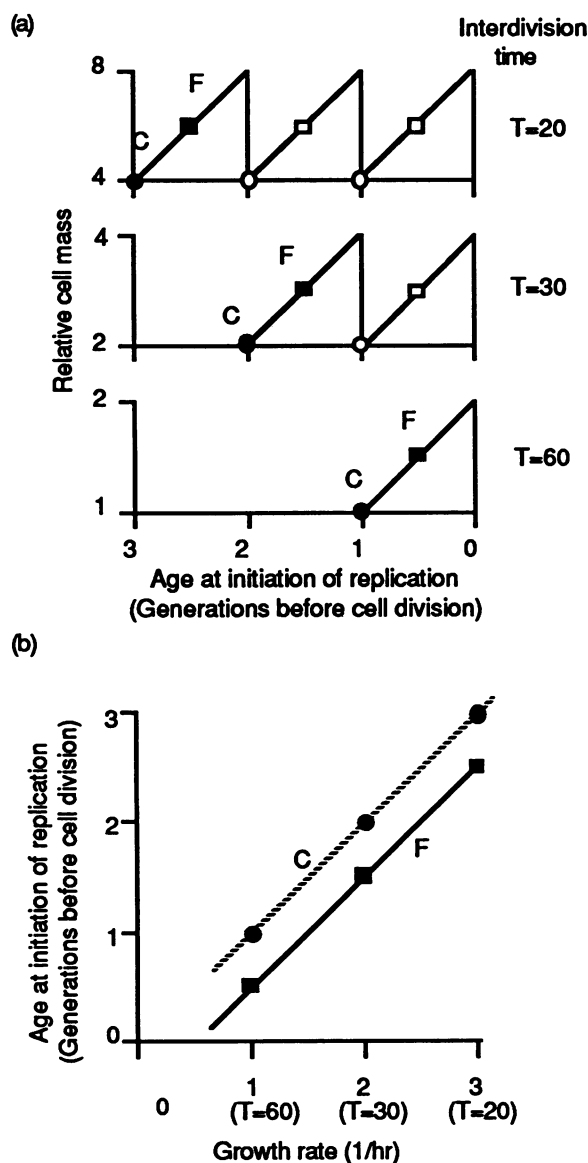 (a)
Interdivision
time
8
F
C
T=20
4
4
F
C
T=30
2
2
F
C
T=60
1
3 2 1 0
Relative cell mass
Age at initiation of replication
(Generations before cell division)
(b)
3
2
1
0
C
F
Age at initiation of replication
(Generations before cell division)
0 1 2 3
(T=60) (T=30) (T=20)
Growth rate (1/hr)